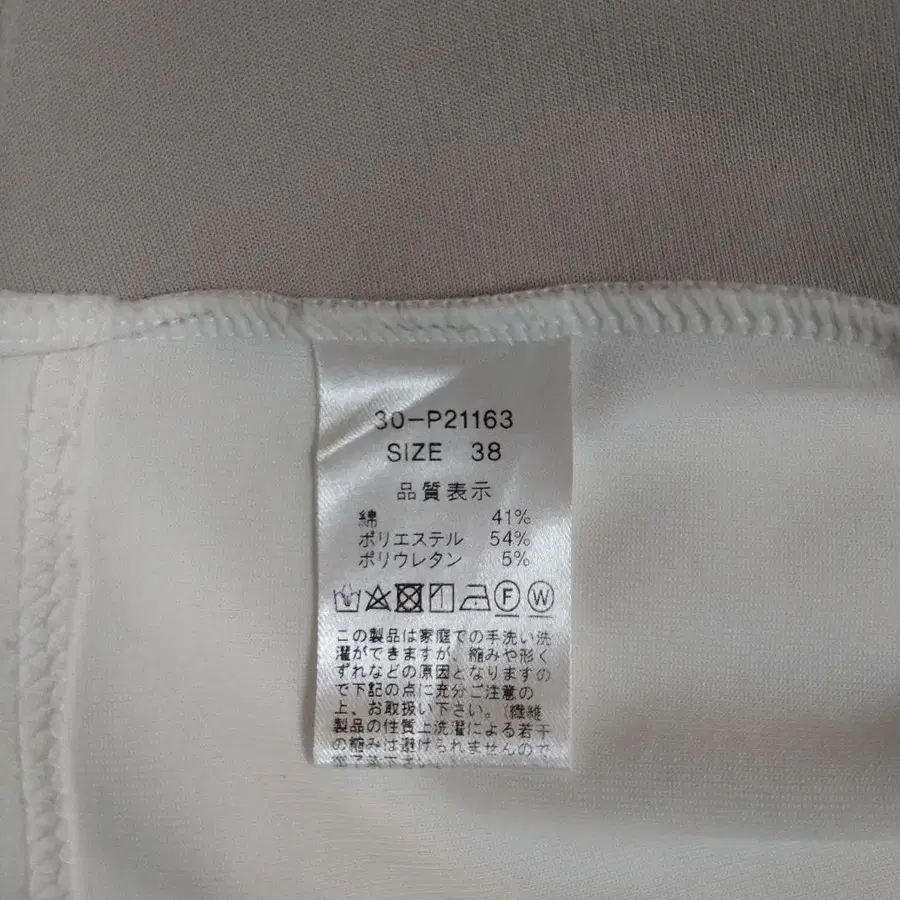 30-P21163
SIZE 38
品質表示
綿 41%
ポリエステル 54%
ポリウレタン 5%
F W
この製品は家庭での手洗い洗
濯ができますが、縮みや形く
ずれなどの原因となりますの
で下記の点に充分ご注意の
上、お取扱い下さい。(繊維
製品の性質上洗濯による若干
の縮みは避けられませんので